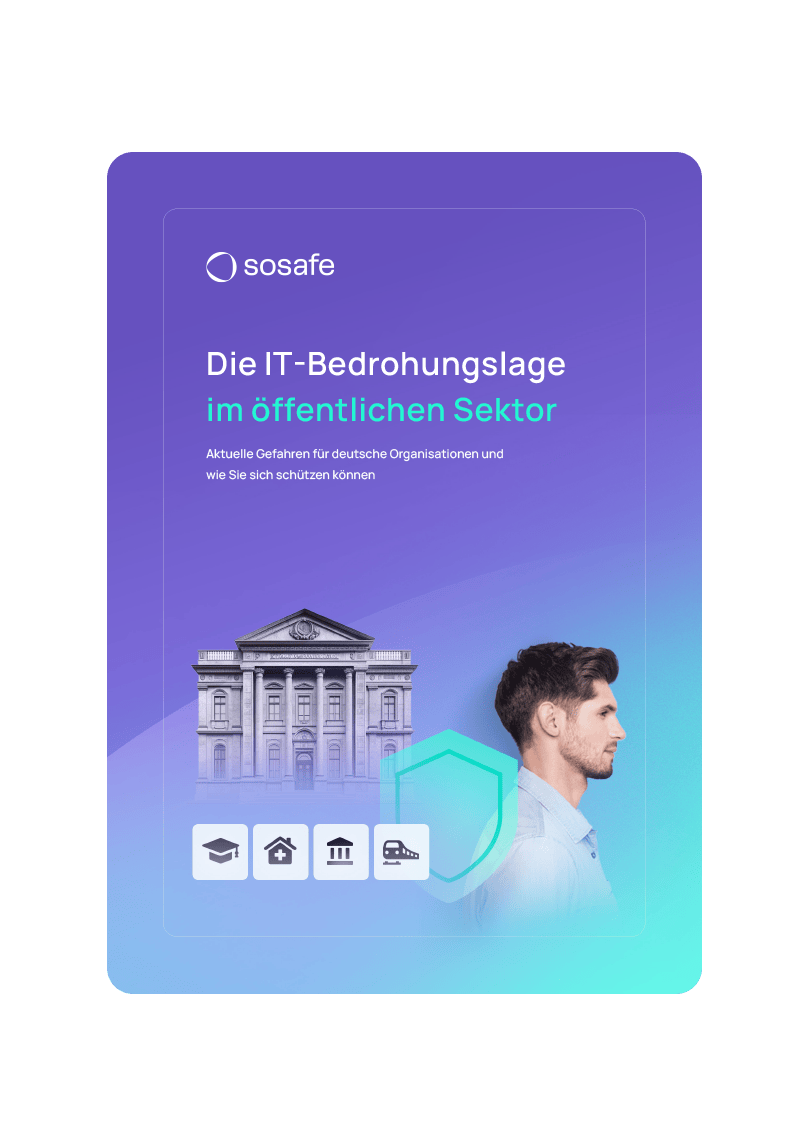 sosafe
Die IT-Bedrohungslage
im öffentlichen Sektor
Aktuelle Gefahren für deutsche Organisationen und
wie Sie sich schützen können